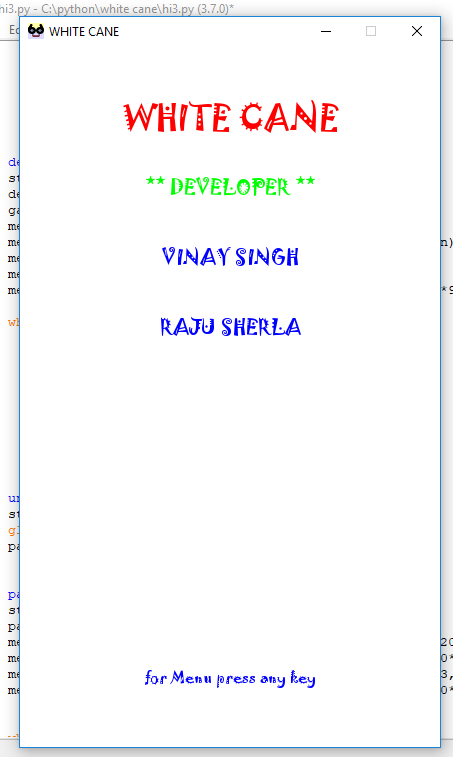 hi3.py - C:\python\white cane\hi3.py (3.7.0)*
WHITE CANE
WHITE CANE
** DEVELOPER **
VINAY SINGH
RAJU SHERLA
for Menu press any key